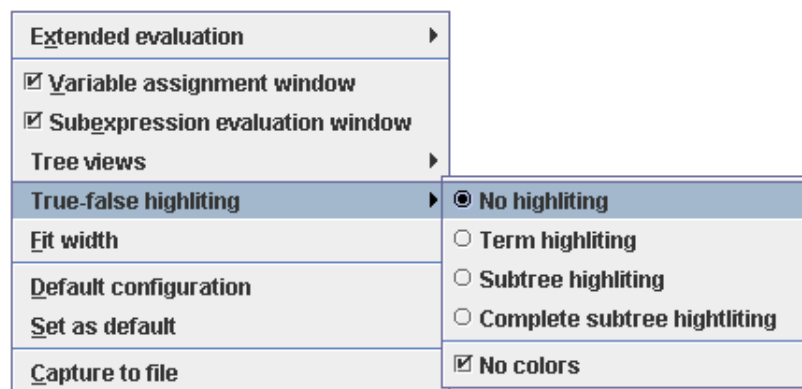 Extended evaluation
Variable assignment window
Subexpression evaluation window
Tree views
True-false highliting
Fit width
Default configuration
Set as default
Capture to file
No highliting
Term highliting
Subtree highliting
Complete subtree hightliting
No colors